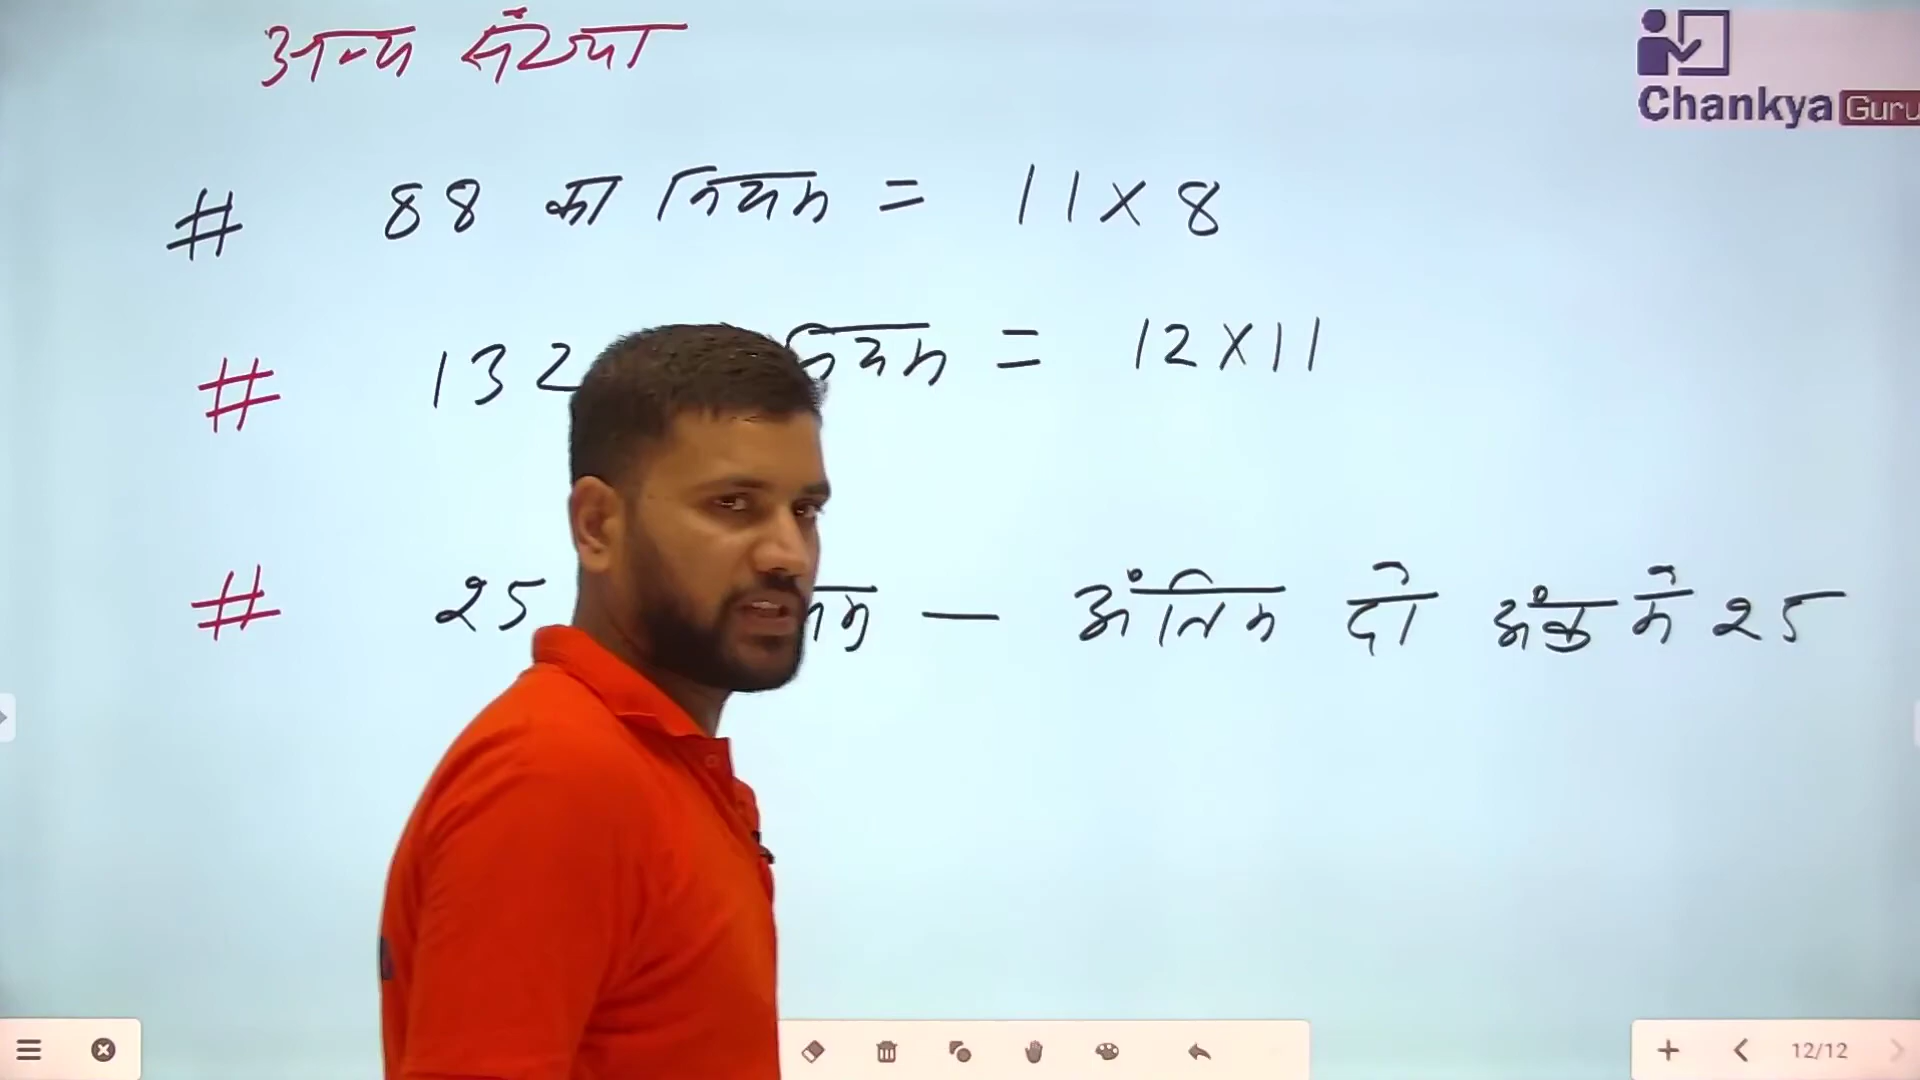 अन्य संख्या
Chankya Guru
# 88 का नियम = 11 × 8
# 132 नियम = 12 × 11
# 25 — अंतिम दो अंक में 25
12/12